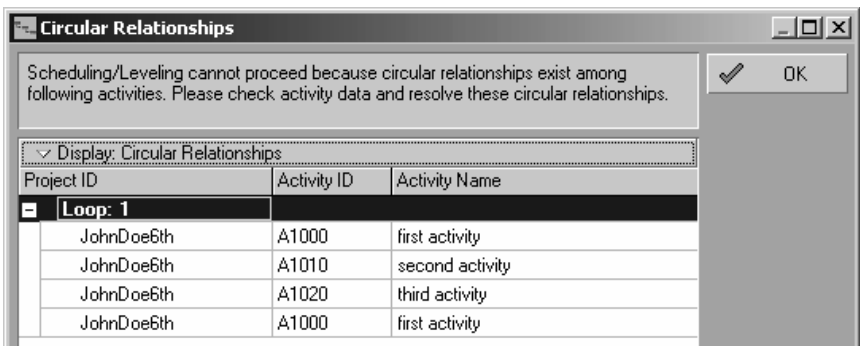 Circular Relationships
Scheduling/Leveling cannot proceed because circular relationships exist among
following activities. Please check activity data and resolve these circular relationships.
OK
Display: Circular Relationships
Project ID Activity ID Activity Name
Loop: 1
JohnDoe6th A1000 first activity
JohnDoe6th A1010 second activity
JohnDoe6th A1020 third activity
JohnDoe6th A1000 first activity